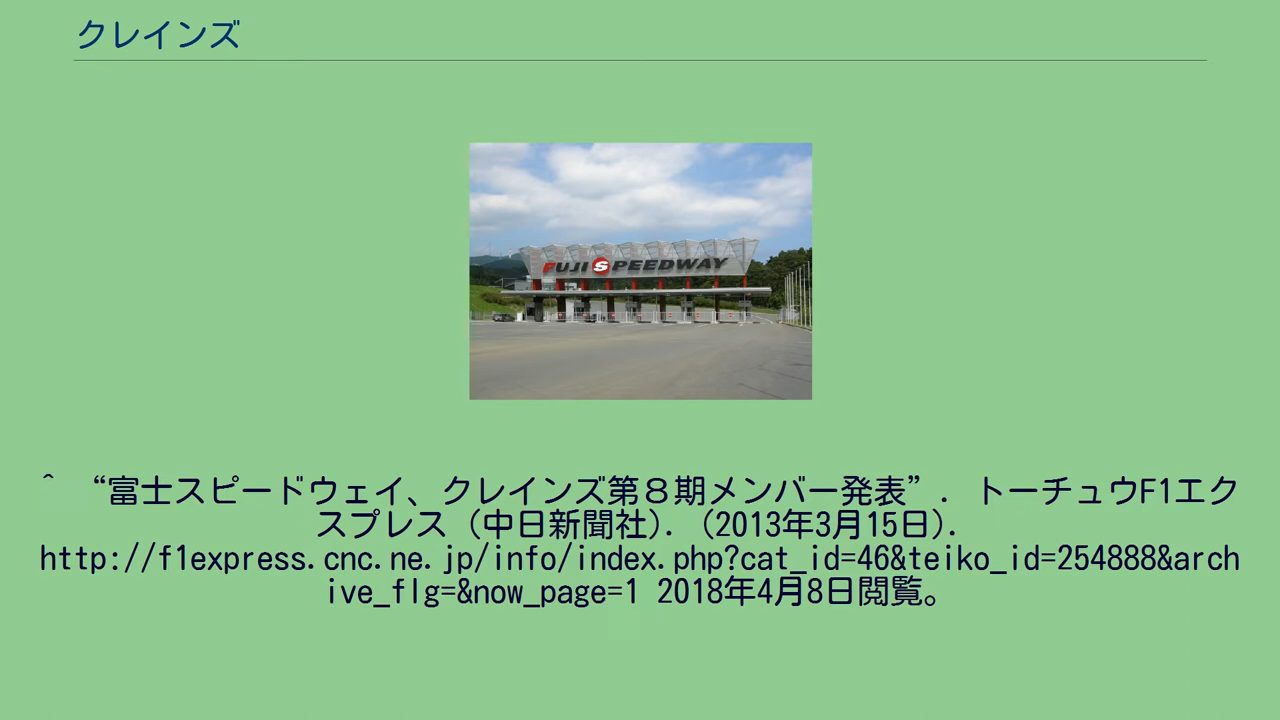 クレインズ
FUJI SPEEDWAY
^ “富士スピードウェイ、クレインズ第８期メンバー発表”. トーチュウF1エク
スプレス (中日新聞社). (2013年3月15日).
http://f1express.cnc.ne.jp/info/index.php?cat_id=46&teiko_id=254888&arch
ive_flg=&now_page=1 2018年4月8日閲覧。